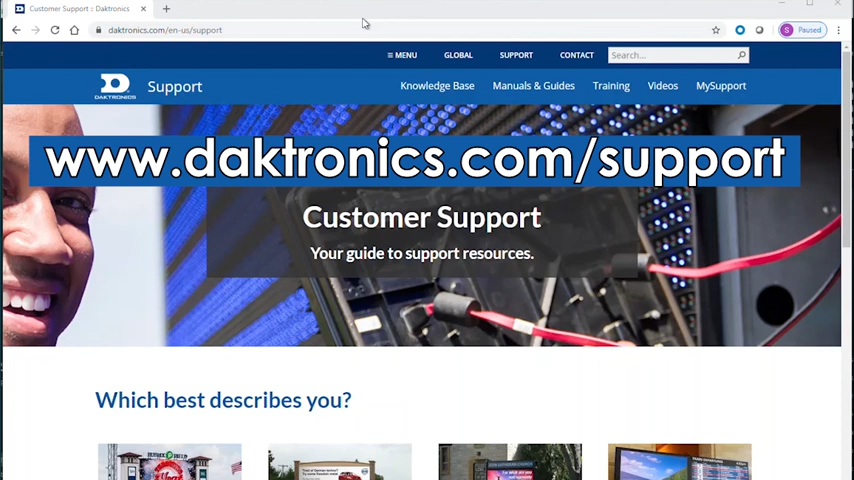 Customer Support :: Daktronics
daktronics.com/en-us/support
S Paused
≡ MENU GLOBAL SUPPORT CONTACT Search...
DAKTRONICS Support Knowledge Base Manuals & Guides Training Videos MySupport
www.daktronics.com/support
Customer Support
Your guide to support resources.
Which best describes you?